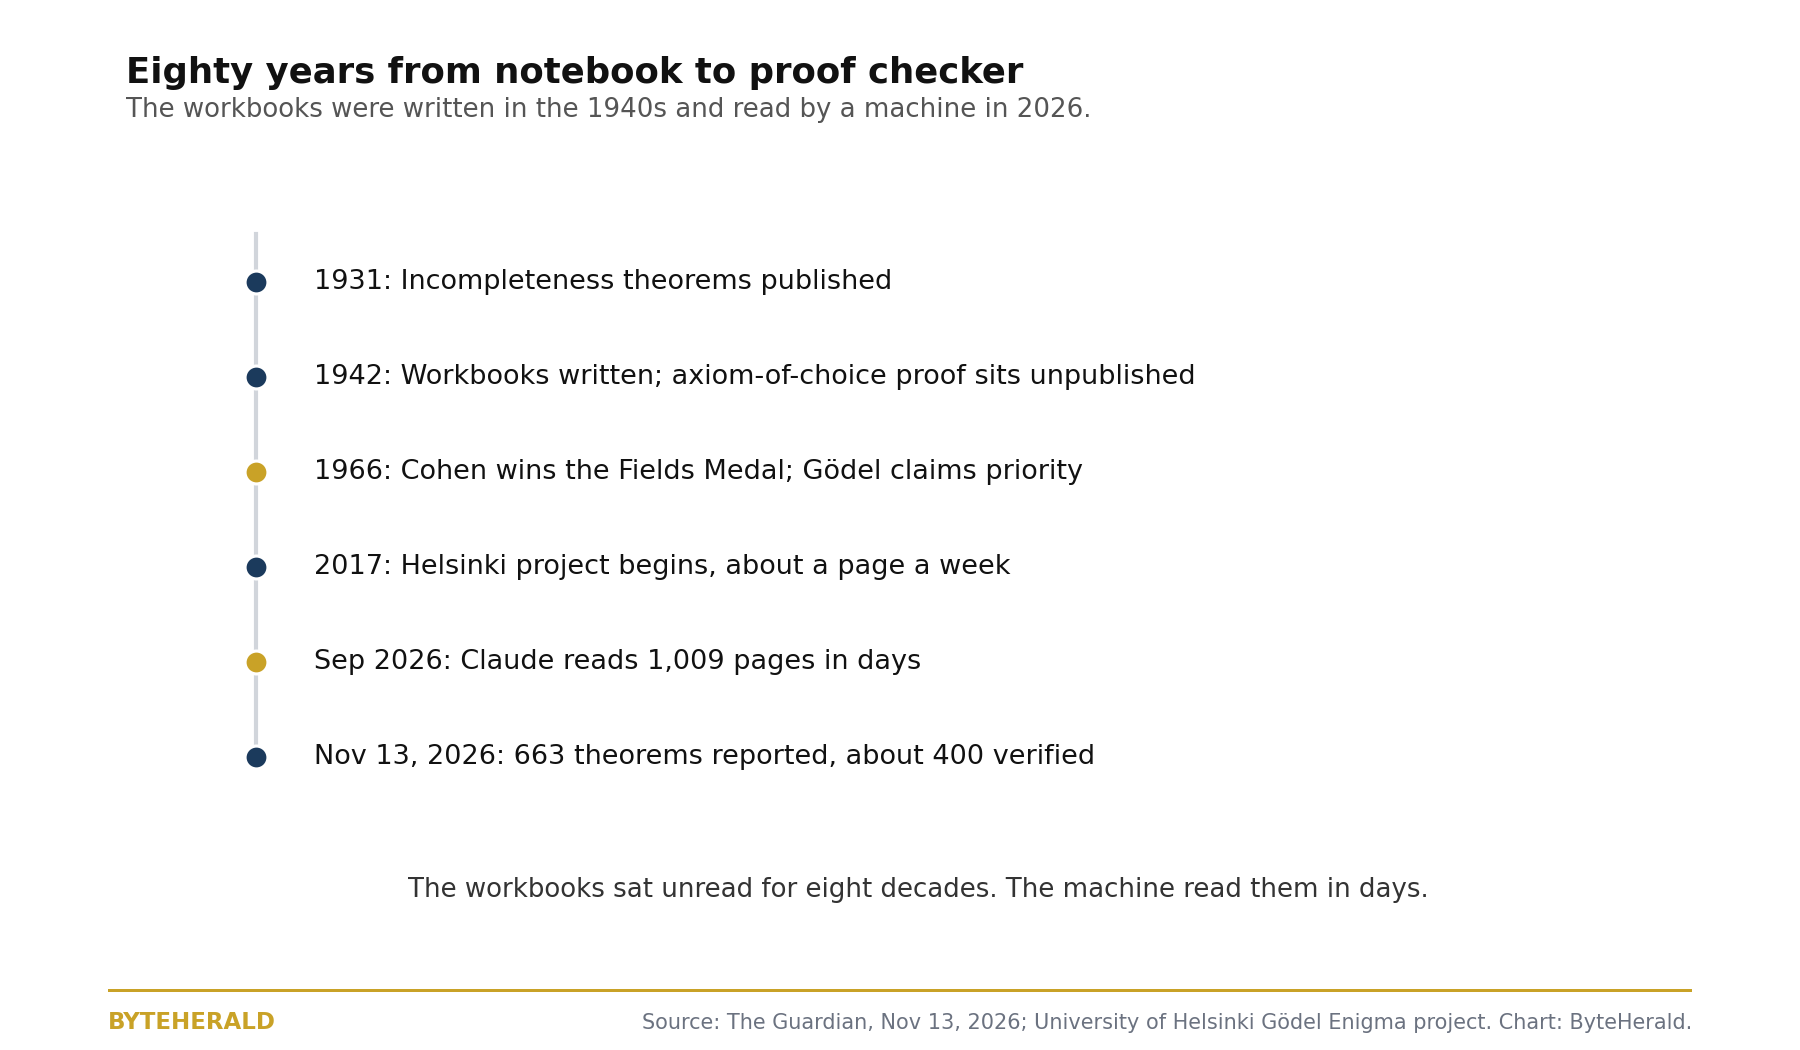 Eighty years from notebook to proof checker
The workbooks were written in the 1940s and read by a machine in 2026.
1931: Incompleteness theorems published
1942: Workbooks written; axiom-of-choice proof sits unpublished
1966: Cohen wins the Fields Medal; Gödel claims priority
2017: Helsinki project begins, about a page a week
Sep 2026: Claude reads 1,009 pages in days
Nov 13, 2026: 663 theorems reported, about 400 verified
The workbooks sat unread for eight decades. The machine read them in days.
BYTEHERALD
Source: The Guardian, Nov 13, 2026; University of Helsinki Gödel Enigma project. Chart: ByteHerald.